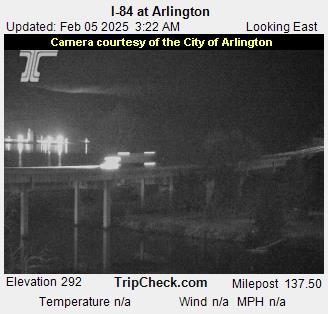 I-84 at Arlington
Updated: Feb 05 2025 3:22 AM Looking East
Camera courtesy of the City of Arlington
Elevation 292 TripCheck.com Milepost 137.50
Temperature n/a Wind n/a MPH n/a